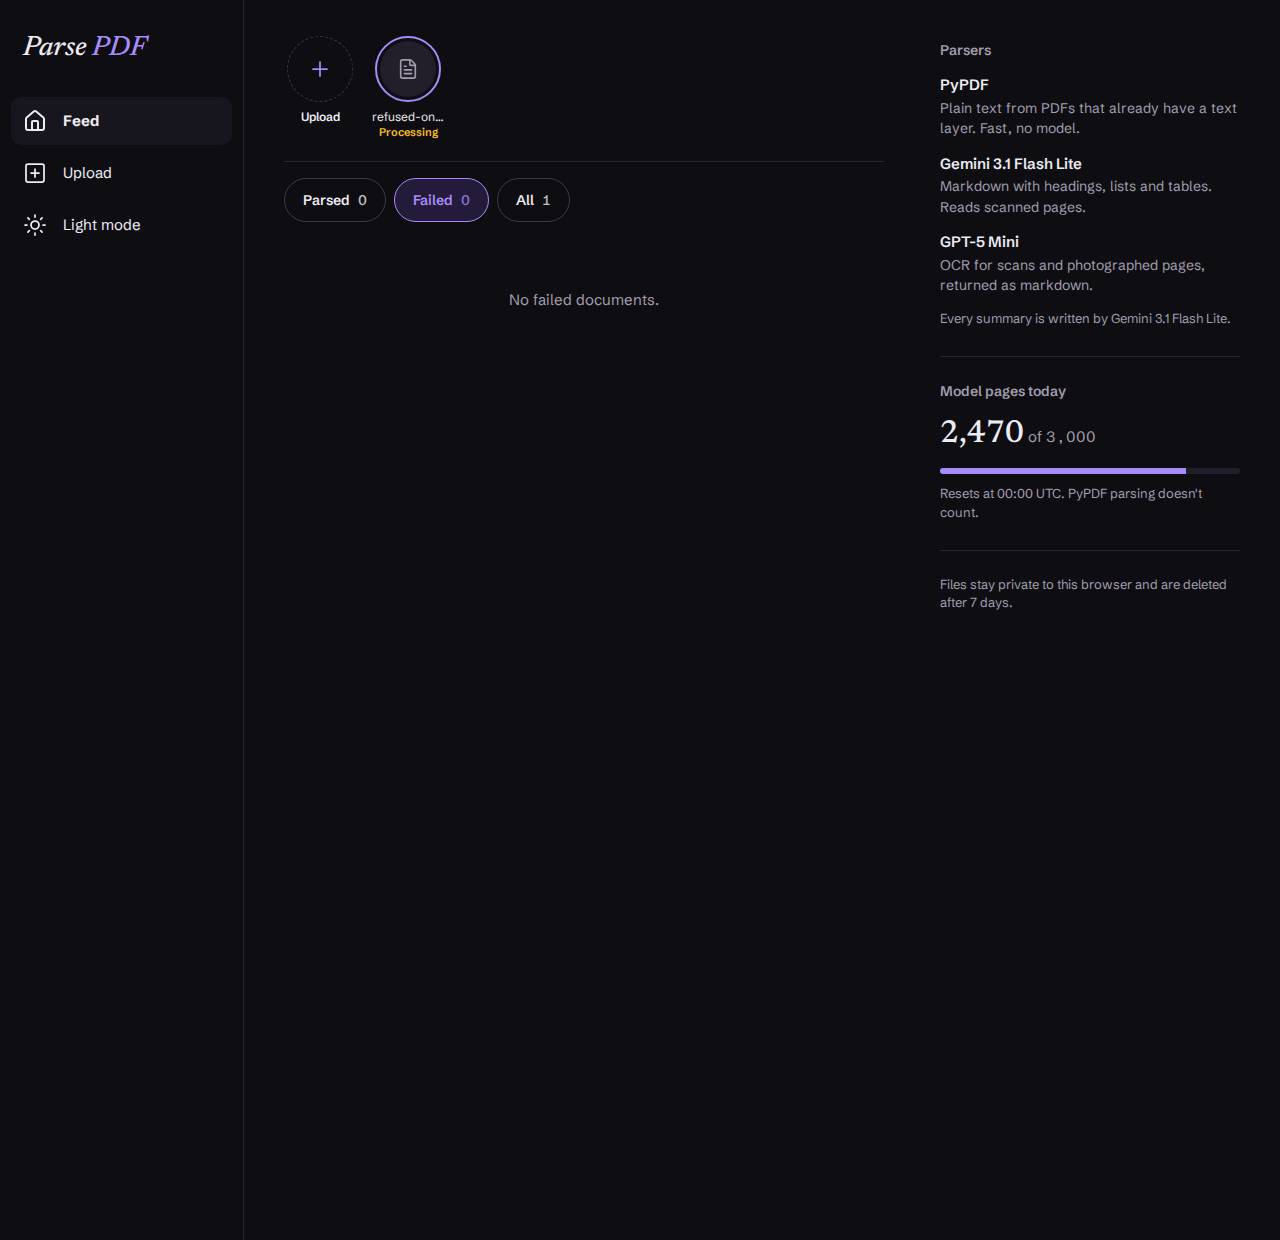 Parse PDF
Feed
Upload
Light mode
Upload
refused-on...
Processing
Parsed 0
Failed 0
All 1
No failed documents.
Parsers
PyPDF
Plain text from PDFs that already have a text
layer. Fast, no model.
Gemini 3.1 Flash Lite
Markdown with headings, lists and tables.
Reads scanned pages.
GPT-5 Mini
OCR for scans and photographed pages,
returned as markdown.
Every summary is written by Gemini 3.1 Flash Lite.
Model pages today
2,470 of 3,000
Resets at 00:00 UTC. PyPDF parsing doesn't
count.
Files stay private to this browser and are deleted
after 7 days.